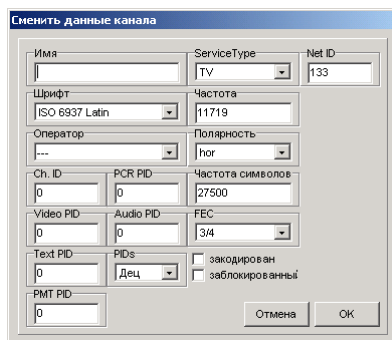 Сменить данные канала
Имя ServiceType Net ID
TV 133
Шрифт Частота
ISO 6937 Latin 11719
Оператор Полярность
--- hor
Ch. ID PCR PID Частота символов
0 0 27500
Video PID Audio PID FEC
0 0 3/4
Text PID PIDs закодирован
0 Дец заблокированный
PMT PID
0 Отмена OK